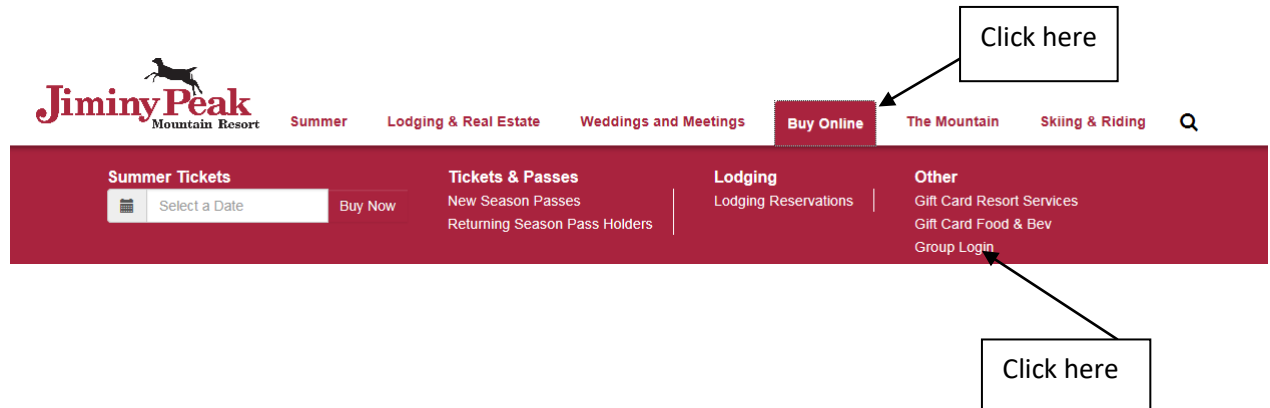 Click here
Jiminy Peak
Mountain Resort
Summer Lodging & Real Estate Weddings and Meetings Buy Online The Mountain Skiing & Riding
Summer Tickets Tickets & Passes Lodging Other
Select a Date Buy Now New Season Passes Lodging Reservations Gift Card Resort Services
Returning Season Pass Holders Gift Card Food & Bev
Group Login
Click here